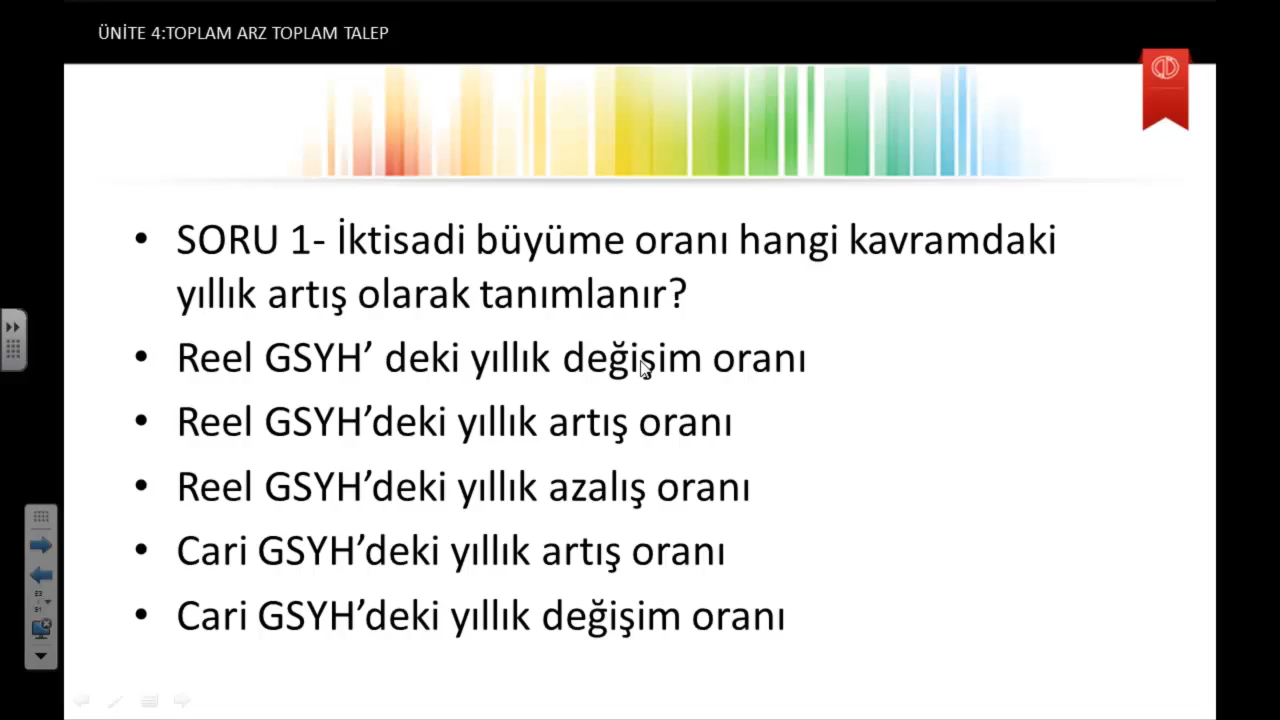 ÜNİTE 4:TOPLAM ARZ TOPLAM TALEP
• SORU 1- İktisadi büyüme oranı hangi kavramdaki
yıllık artış olarak tanımlanır?
• Reel GSYH’ deki yıllık değişim oranı
• Reel GSYH’deki yıllık artış oranı
• Reel GSYH’deki yıllık azalış oranı
• Cari GSYH’deki yıllık artış oranı
• Cari GSYH’deki yıllık değişim oranı